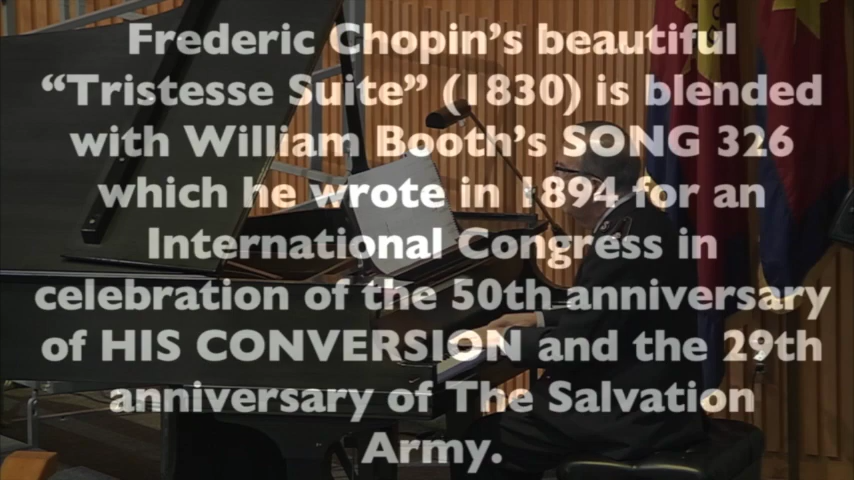 Frederic Chopin's beautiful
“Tristesse Suite” (1830) is blended
with William Booth's SONG 326
which he wrote in 1894 for an
International Congress in
celebration of the 50th anniversary
of HIS CONVERSION and the 29th
anniversary of The Salvation
Army.